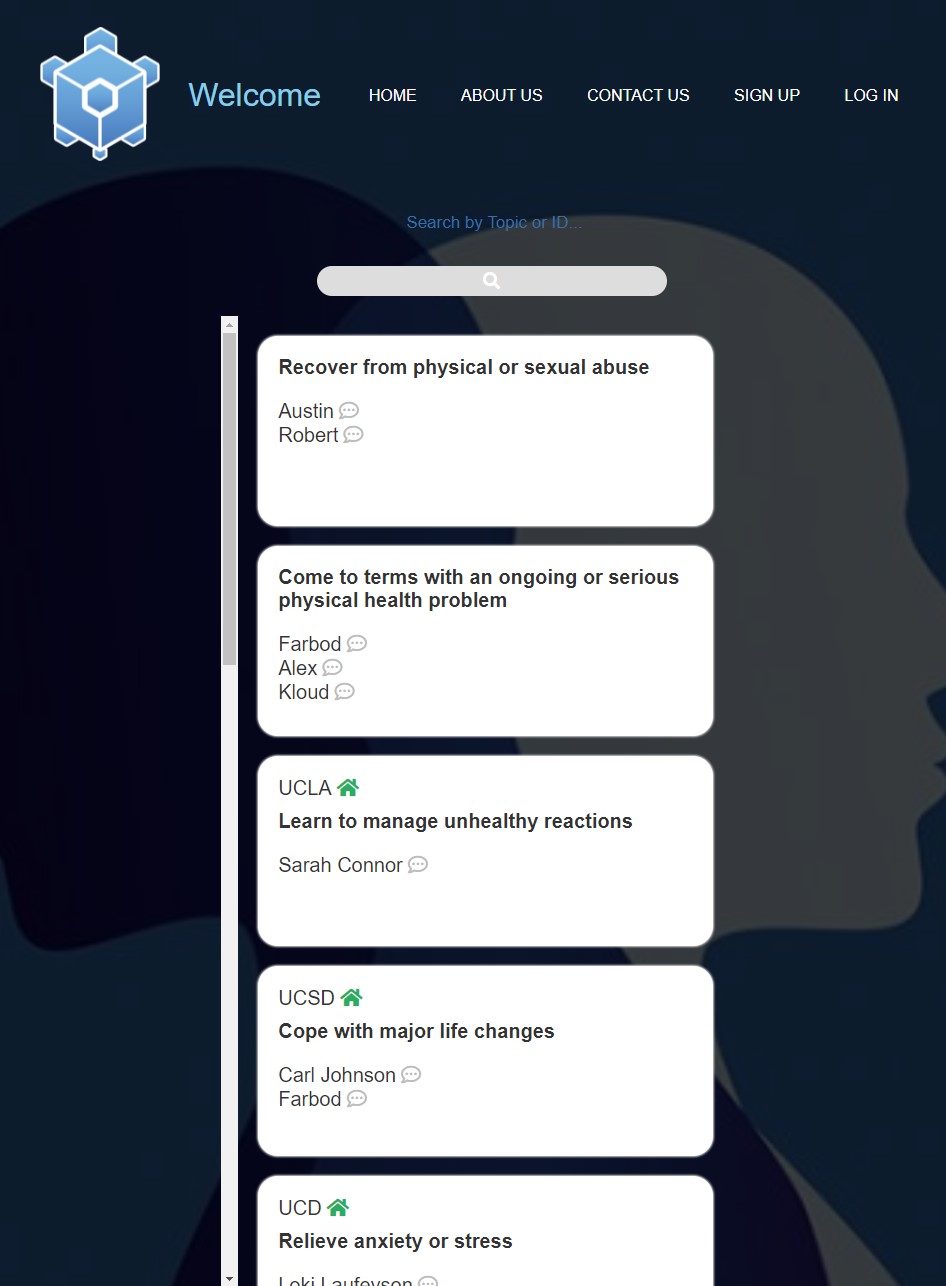 Welcome
HOME
ABOUT US
CONTACT US
SIGN UP
LOG IN
Search by Topic or ID...
Recover from physical or sexual abuse
Austin
Robert
Come to terms with an ongoing or serious
physical health problem
Farbod
Alex
Kloud
UCLA
Learn to manage unhealthy reactions
Sarah Connor
UCSD
Cope with major life changes
Carl Johnson
Farbod
UCD
Relieve anxiety or stress
Loki Laufeyson